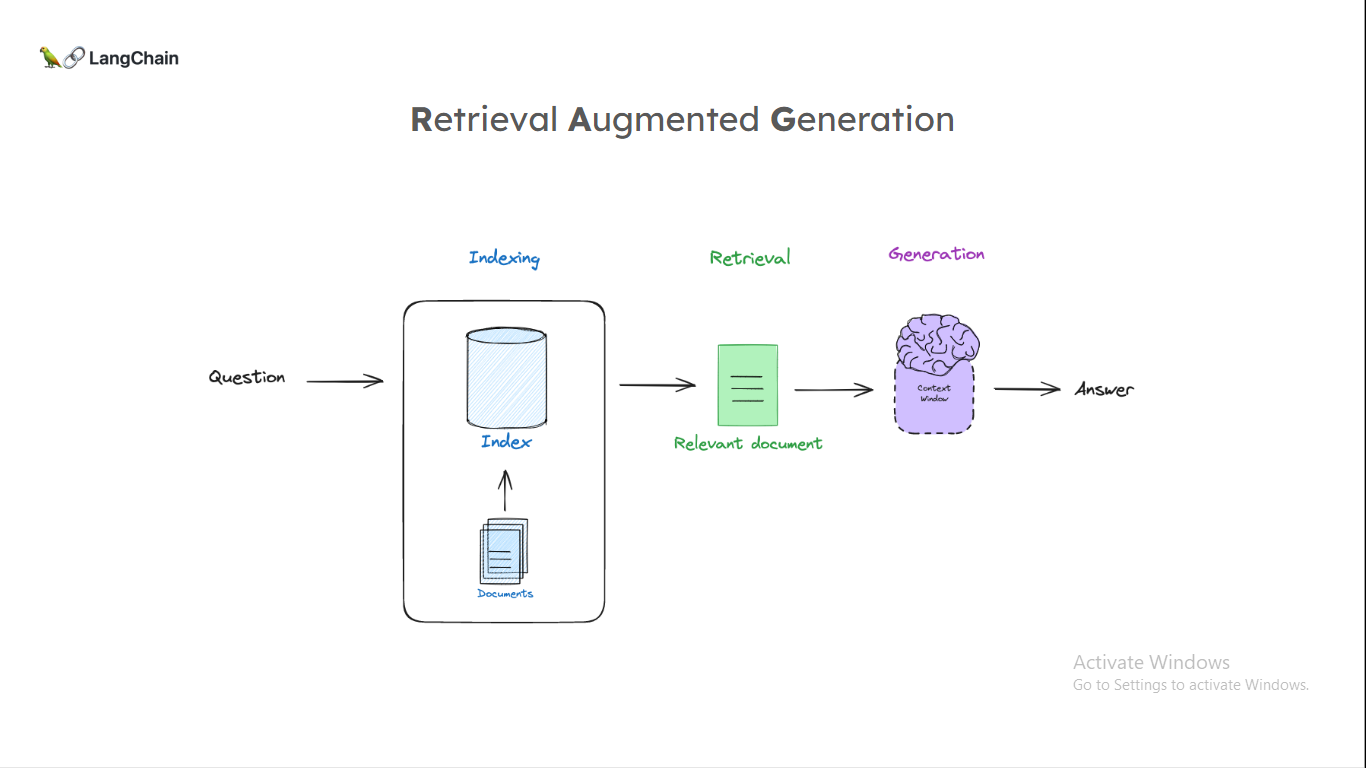 LangChain
Retrieval Augmented Generation
Indexing
Retrieval
Generation
Question
Index
Documents
Relevant document
Context
Window
Answer
Activate Windows
Go to Settings to activate Windows.